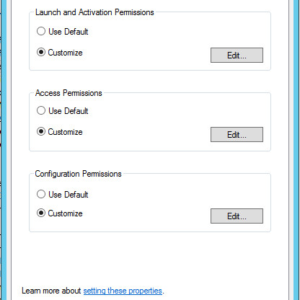 Launch and Activation Permissions
Use Default
Customize
Edit...
Access Permissions
Use Default
Customize
Edit...
Configuration Permissions
Use Default
Customize
Edit...
Learn more about setting these properties.